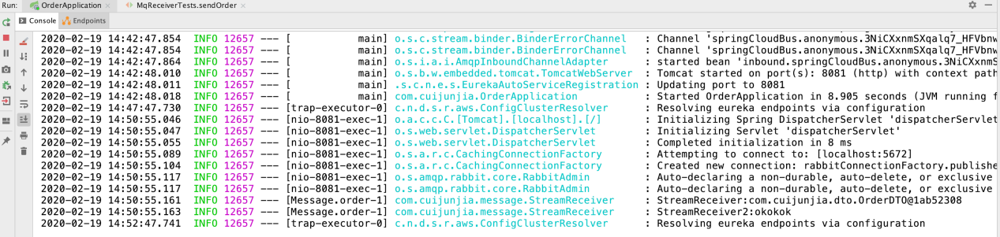 Run: OrderApplication × MqReceiverTests.sendOrder ×
Console Endpoints
2020-02-19 14:42:47.854 INFO 12657 --- [ main] o.s.c.stream.binder.BinderErrorChannel : Channel 'springCloudBus.anonymous.3NiCXxnmSXqalq7_HFVbnw
2020-02-19 14:42:47.854 INFO 12657 --- [ main] o.s.c.stream.binder.BinderErrorChannel : Channel 'springCloudBus.anonymous.3NiCXxnmSXqalq7_HFVbnw
2020-02-19 14:42:47.864 INFO 12657 --- [ main] o.s.i.a.i.AmqpInboundChannelAdapter : started bean 'inbound.springCloudBus.anonymous.3NiCXxnmS
2020-02-19 14:42:48.010 INFO 12657 --- [ main] o.s.b.w.embedded.tomcat.TomcatWebServer : Tomcat started on port(s): 8081 (http) with context path
2020-02-19 14:42:48.011 INFO 12657 --- [ main] .s.c.n.e.s.EurekaAutoServiceRegistration : Updating port to 8081
2020-02-19 14:42:48.018 INFO 12657 --- [ main] com.cuijunjia.OrderApplication : Started OrderApplication in 8.905 seconds (JVM running f
2020-02-19 14:47:47.730 INFO 12657 --- [trap-executor-0] c.n.d.s.r.aws.ConfigClusterResolver : Resolving eureka endpoints via configuration
2020-02-19 14:50:55.046 INFO 12657 --- [nio-8081-exec-1] o.a.c.c.C.[Tomcat].[localhost].[/] : Initializing Spring DispatcherServlet 'dispatcherServlet
2020-02-19 14:50:55.047 INFO 12657 --- [nio-8081-exec-1] o.s.web.servlet.DispatcherServlet : Initializing Servlet 'dispatcherServlet'
2020-02-19 14:50:55.055 INFO 12657 --- [nio-8081-exec-1] o.s.web.servlet.DispatcherServlet : Completed initialization in 8 ms
2020-02-19 14:50:55.089 INFO 12657 --- [nio-8081-exec-1] o.s.a.r.c.CachingConnectionFactory : Attempting to connect to: [localhost:5672]
2020-02-19 14:50:55.104 INFO 12657 --- [nio-8081-exec-1] o.s.a.r.c.CachingConnectionFactory : Created new connection: rabbitConnectionFactory.publishe
2020-02-19 14:50:55.117 INFO 12657 --- [nio-8081-exec-1] o.s.amqp.rabbit.core.RabbitAdmin : Auto-declaring a non-durable, auto-delete, or exclusive
2020-02-19 14:50:55.117 INFO 12657 --- [nio-8081-exec-1] o.s.amqp.rabbit.core.RabbitAdmin : Auto-declaring a non-durable, auto-delete, or exclusive
2020-02-19 14:50:55.161 INFO 12657 --- [Message.order-1] com.cuijunjia.message.StreamReceiver : StreamReceiver:com.cuijunjia.dto.OrderDTO@1ab52308
2020-02-19 14:50:55.163 INFO 12657 --- [Message.order-1] com.cuijunjia.message.StreamReceiver : StreamReceiver2:okokok
2020-02-19 14:52:47.741 INFO 12657 --- [trap-executor-0] c.n.d.s.r.aws.ConfigClusterResolver : Resolving eureka endpoints via configuration